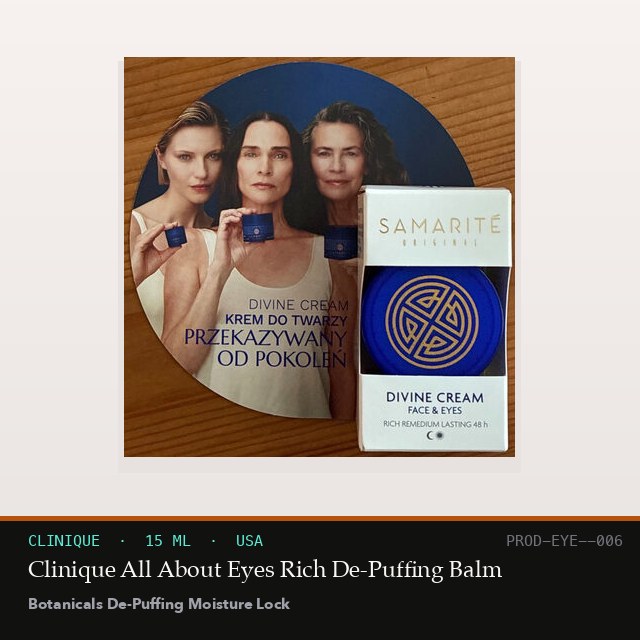 DIVINE CREAM
KREM DO TWARZY
PRZEKAZYWANY
OD POKOLEŃ
SAMARITÉ
ORIGINAL
DIVINE CREAM
FACE & EYES
RICH REMEDIUM LASTING 48 h
CLINIQUE · 15 ML · USA
PROD—EYE——006
Clinique All About Eyes Rich De-Puffing Balm
Botanicals De-Puffing Moisture Lock